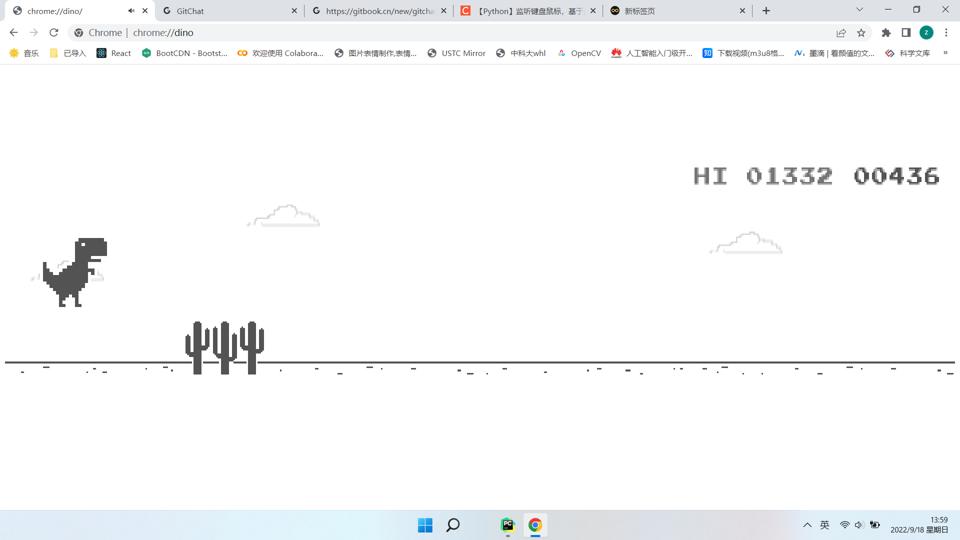 chrome://dino/
GitChat
https://gitbook.cn/new/gitcha
【Python】监听键盘鼠标，基于
新标签页
Chrome | chrome://dino
音乐
已导入
React
BootCDN - Bootst...
欢迎使用 Colabora...
图片表情制作,表情...
USTC Mirror
中科大whl
OpenCV
人工智能入门级开...
下载视频(m3u8格...
墨滴 | 看颜值的文...
科学文库
»
HI 01332 00436
英
13:59
2022/9/18 星期日